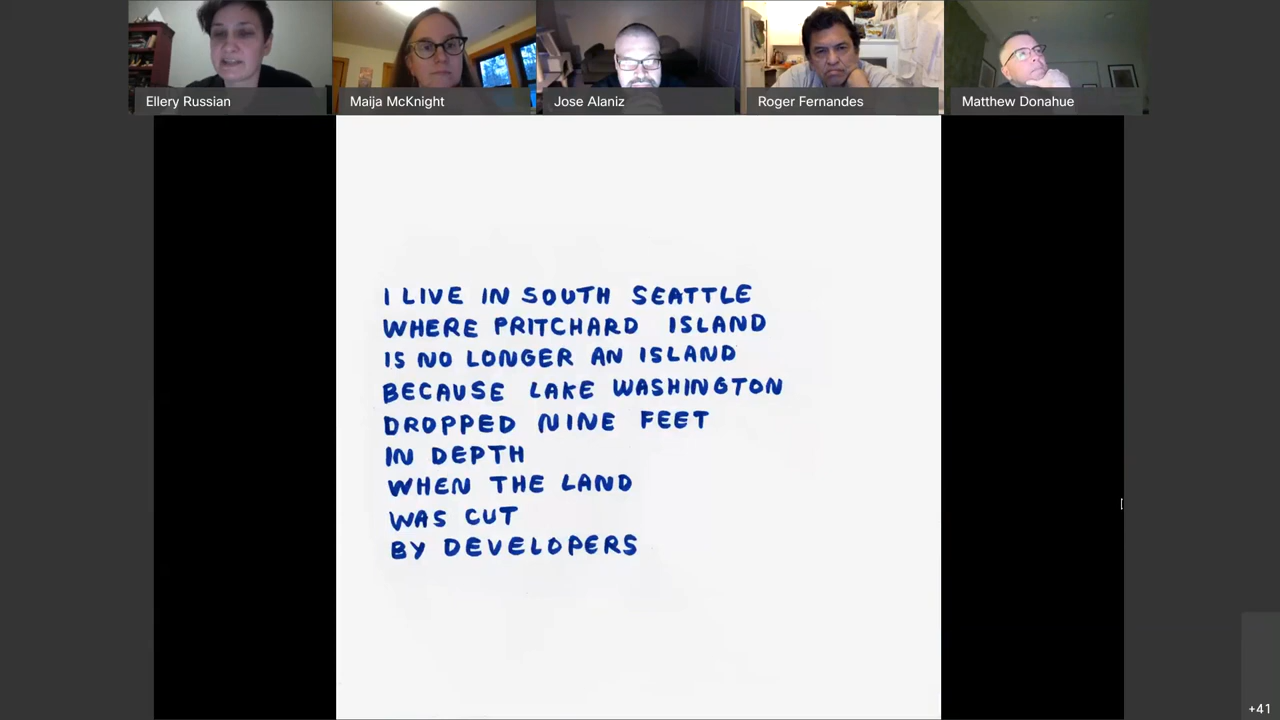 Ellery Russian
Maija McKnight
Jose Alaniz
Roger Fernandes
Matthew Donahue
I LIVE IN SOUTH SEATTLE
WHERE PRITCHARD ISLAND
IS NO LONGER AN ISLAND
BECAUSE LAKE WASHINGTON
DROPPED NINE FEET
IN DEPTH
WHEN THE LAND
WAS CUT
BY DEVELOPERS
+41